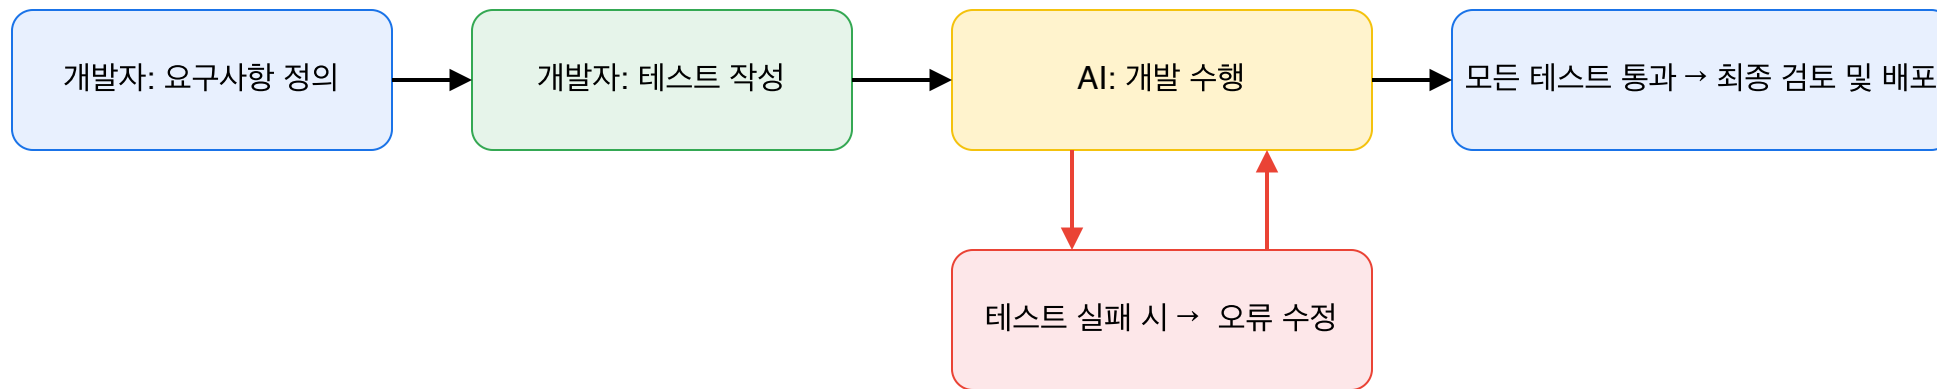 개발자: 요구사항 정의
개발자: 테스트 작성
AI: 개발 수행
모든 테스트 통과 → 최종 검토 및 배포
테스트 실패 시 → 오류 수정